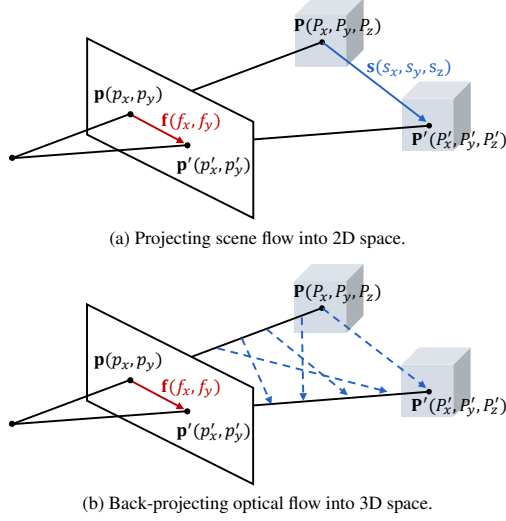 𝐏(P_x, P_y, P_z)
𝐬(s_x, s_y, s_z)
𝐩(p_x, p_y)
𝐟(f_x, f_y)
𝐩′(p′_x, p′_y)
𝐏′(P′_x, P′_y, P′_z)
(a) Projecting scene flow into 2D space.
𝐏(P_x, P_y, P_z)
𝐩(p_x, p_y)
𝐟(f_x, f_y)
𝐩′(p′_x, p′_y)
𝐏′(P′_x, P′_y, P′_z)
(b) Back-projecting optical flow into 3D space.